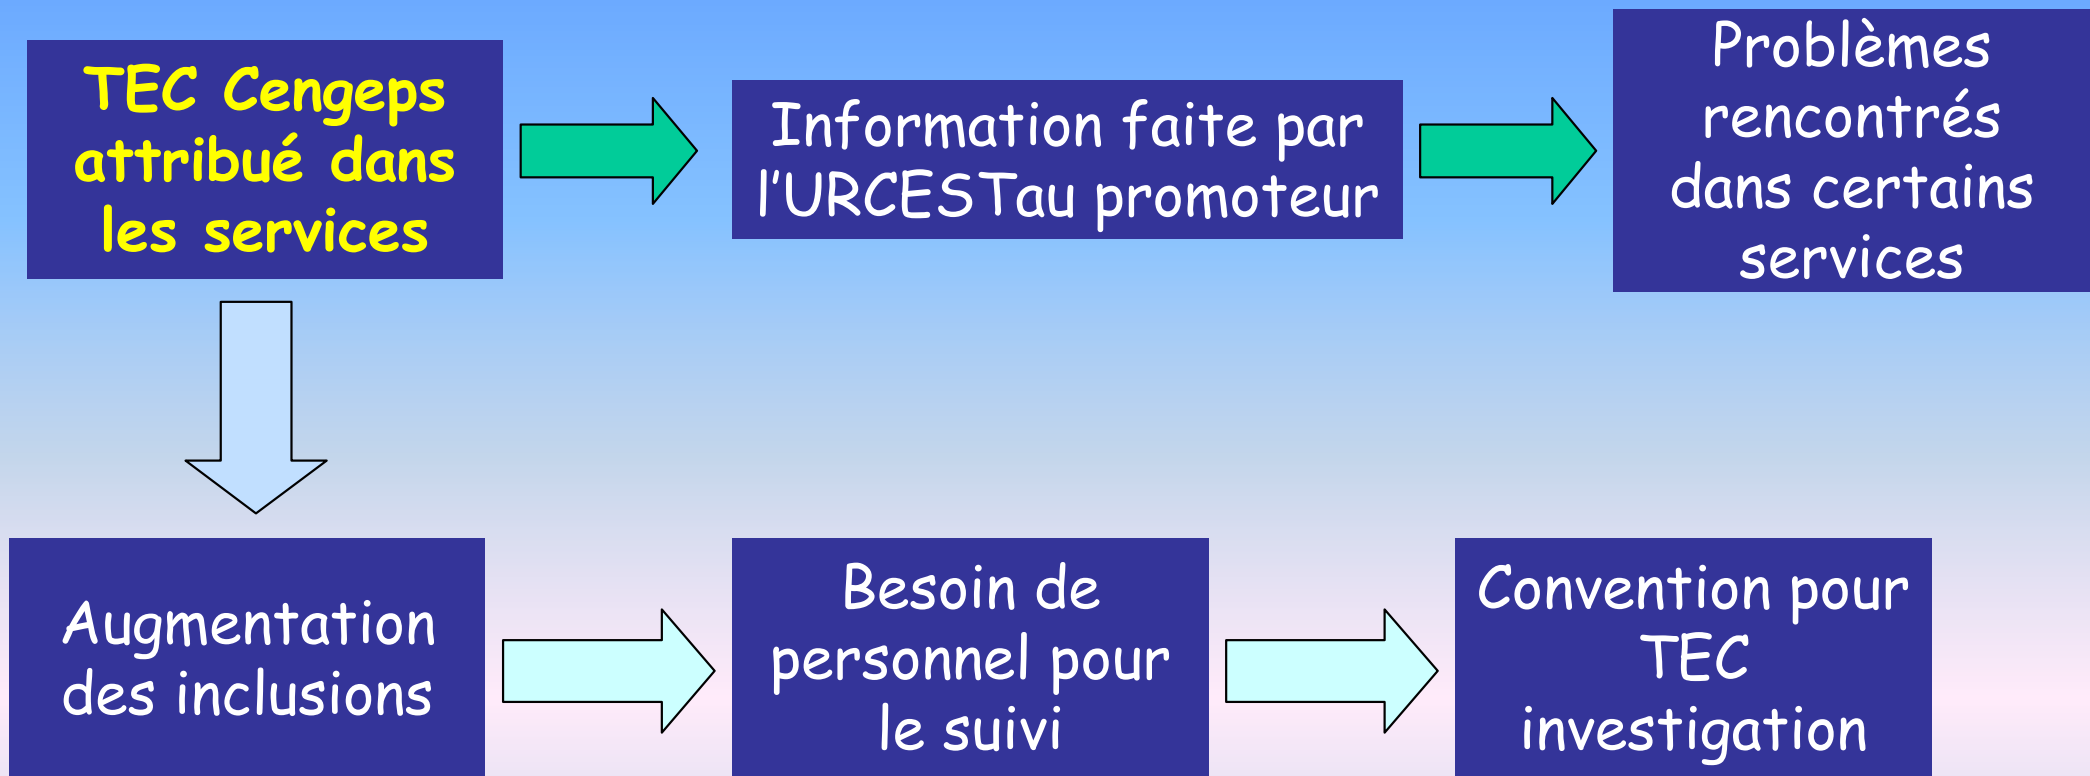 TEC Cengeps
attribué dans
les services
Information faite par
l'URCESTau promoteur
Problèmes
rencontrés
dans certains
services
Augmentation
des inclusions
Besoin de
personnel pour
le suivi
Convention pour
TEC
investigation